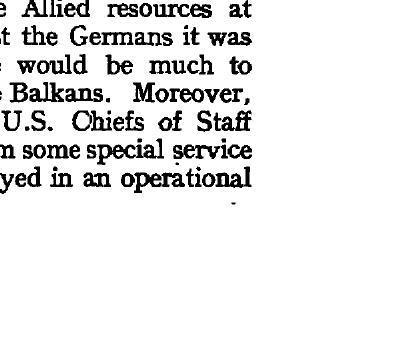 Allied resources at
the Germans it was
would be much to
Balkans. Moreover,
U.S. Chiefs of Staff
some special service
in an operational